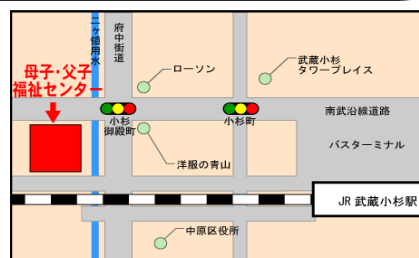 二ヶ領用水
府中街道
ローソン
武蔵小杉
タワープレイス
母子・父子
福祉センター
小杉
御殿町
小杉町
南武沿線道路
バスターミナル
洋服の青山
JR 武蔵小杉駅
中原区役所